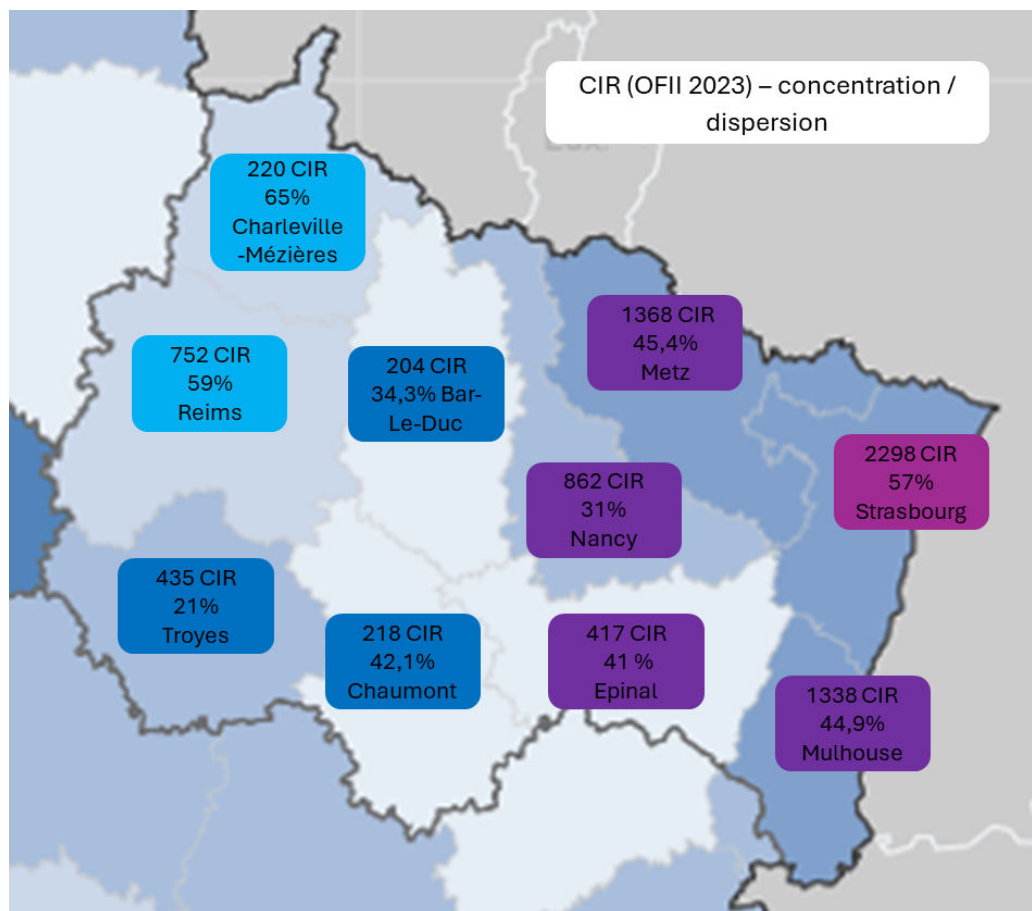 CIR (OFII 2023) – concentration /
dispersion
220 CIR
65%
Charleville
-Mézières
1368 CIR
45,4%
Metz
752 CIR
59%
Reims
204 CIR
34,3% Bar-
Le-Duc
2298 CIR
57%
Strasbourg
862 CIR
31%
Nancy
435 CIR
21%
Troyes
218 CIR
42,1%
Chaumont
417 CIR
41 %
Epinal
1338 CIR
44,9%
Mulhouse